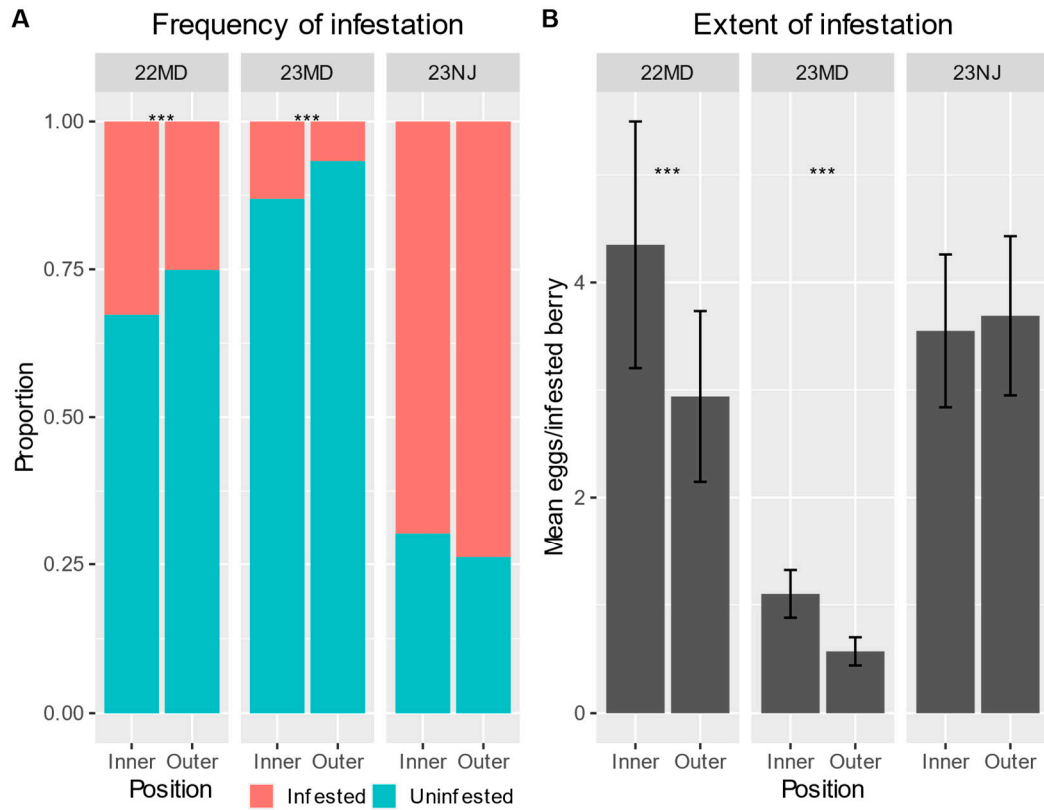 A Frequency of infestation
22MD 23MD 23NJ
*** ***
1.00
0.75
0.50
0.25
0.00
Proportion
Inner Outer Inner Outer Inner Outer
Position
Infested Uninfested
B Extent of infestation
22MD 23MD 23NJ
*** ***
4
2
0
Mean eggs/infested berry
Inner Outer Inner Outer Inner Outer
Position